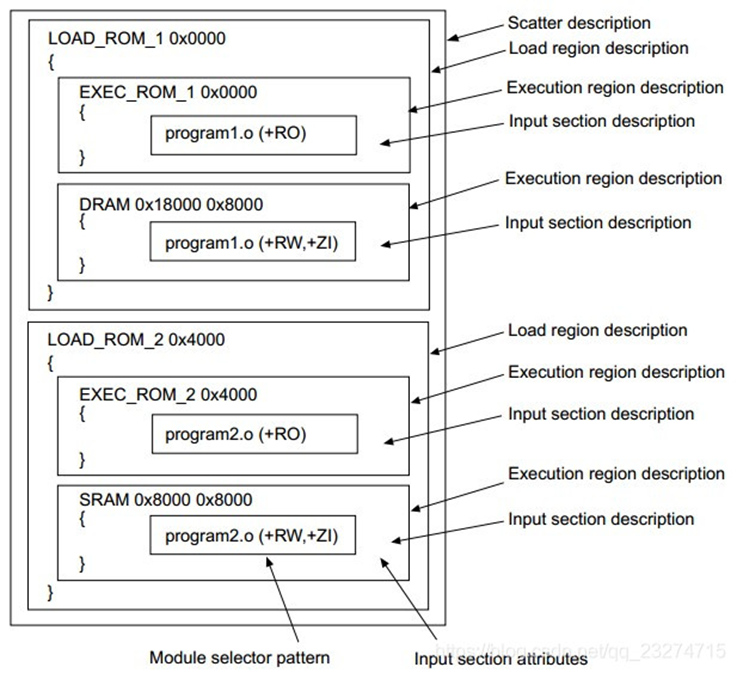 Scatter description
LOAD_ROM_1 0x0000
Load region description
{
EXEC_ROM_1 0x0000
Execution region description
{
program1.o (+RO)
Input section description
}
DRAM 0x18000 0x8000
Execution region description
{
program1.o (+RW,+ZI)
Input section description
}
}
LOAD_ROM_2 0x4000
Load region description
{
EXEC_ROM_2 0x4000
Execution region description
{
program2.o (+RO)
Input section description
}
SRAM 0x8000 0x8000
Execution region description
{
program2.o (+RW,+ZI)
Input section description
}
}
Module selector pattern
Input section attributes
https://blog.csdn.net/qq_23274715